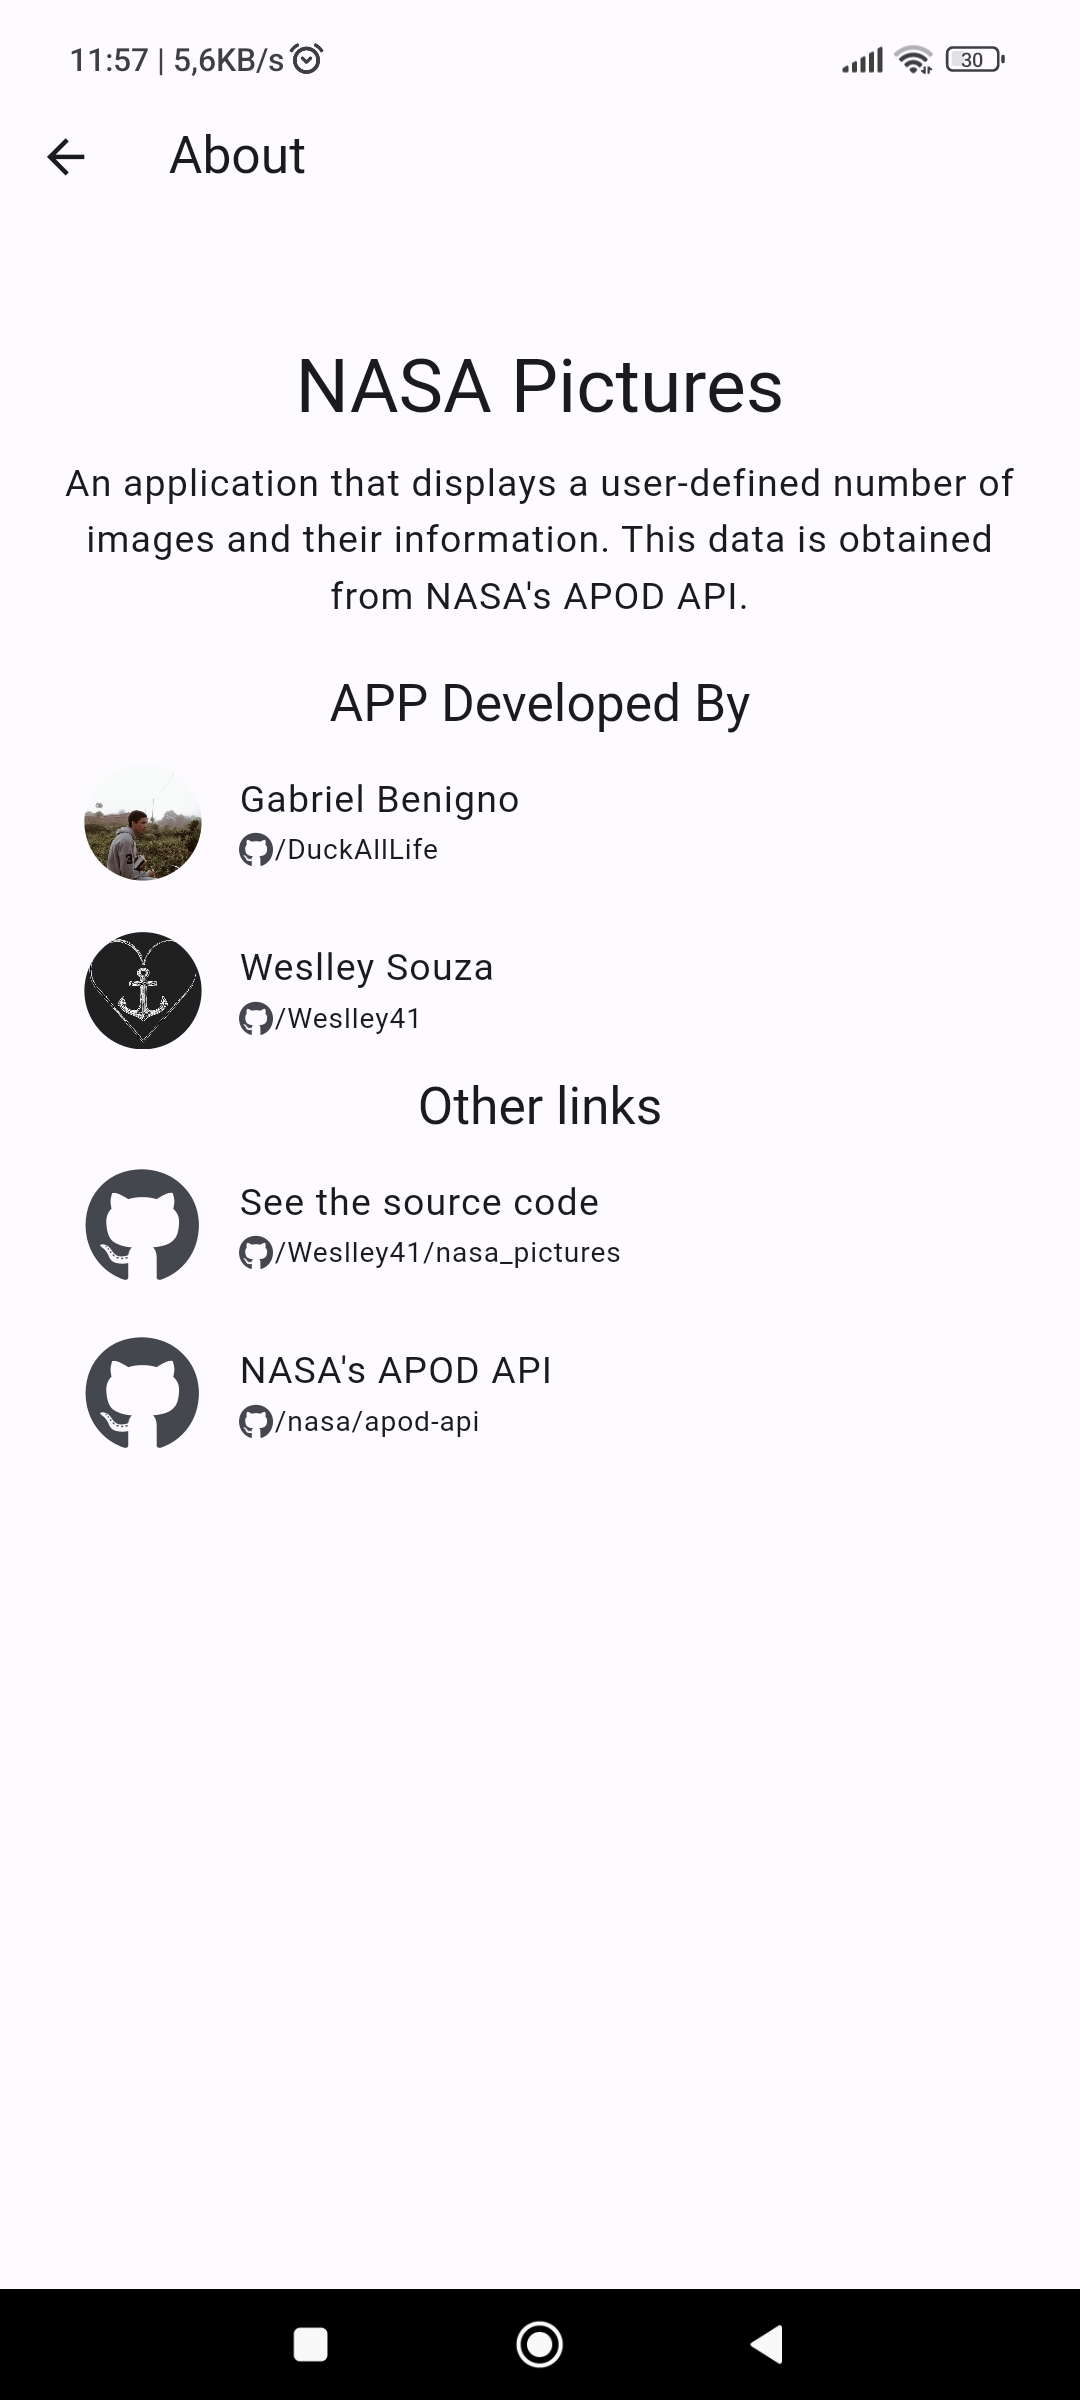 11:57 | 5,6KB/s
30
About
NASA Pictures
An application that displays a user-defined number of
images and their information. This data is obtained
from NASA's APOD API.
APP Developed By
Gabriel Benigno
/DuckAllLife
Weslley Souza
/Weslley41
Other links
See the source code
/Weslley41/nasa_pictures
NASA's APOD API
/nasa/apod-api